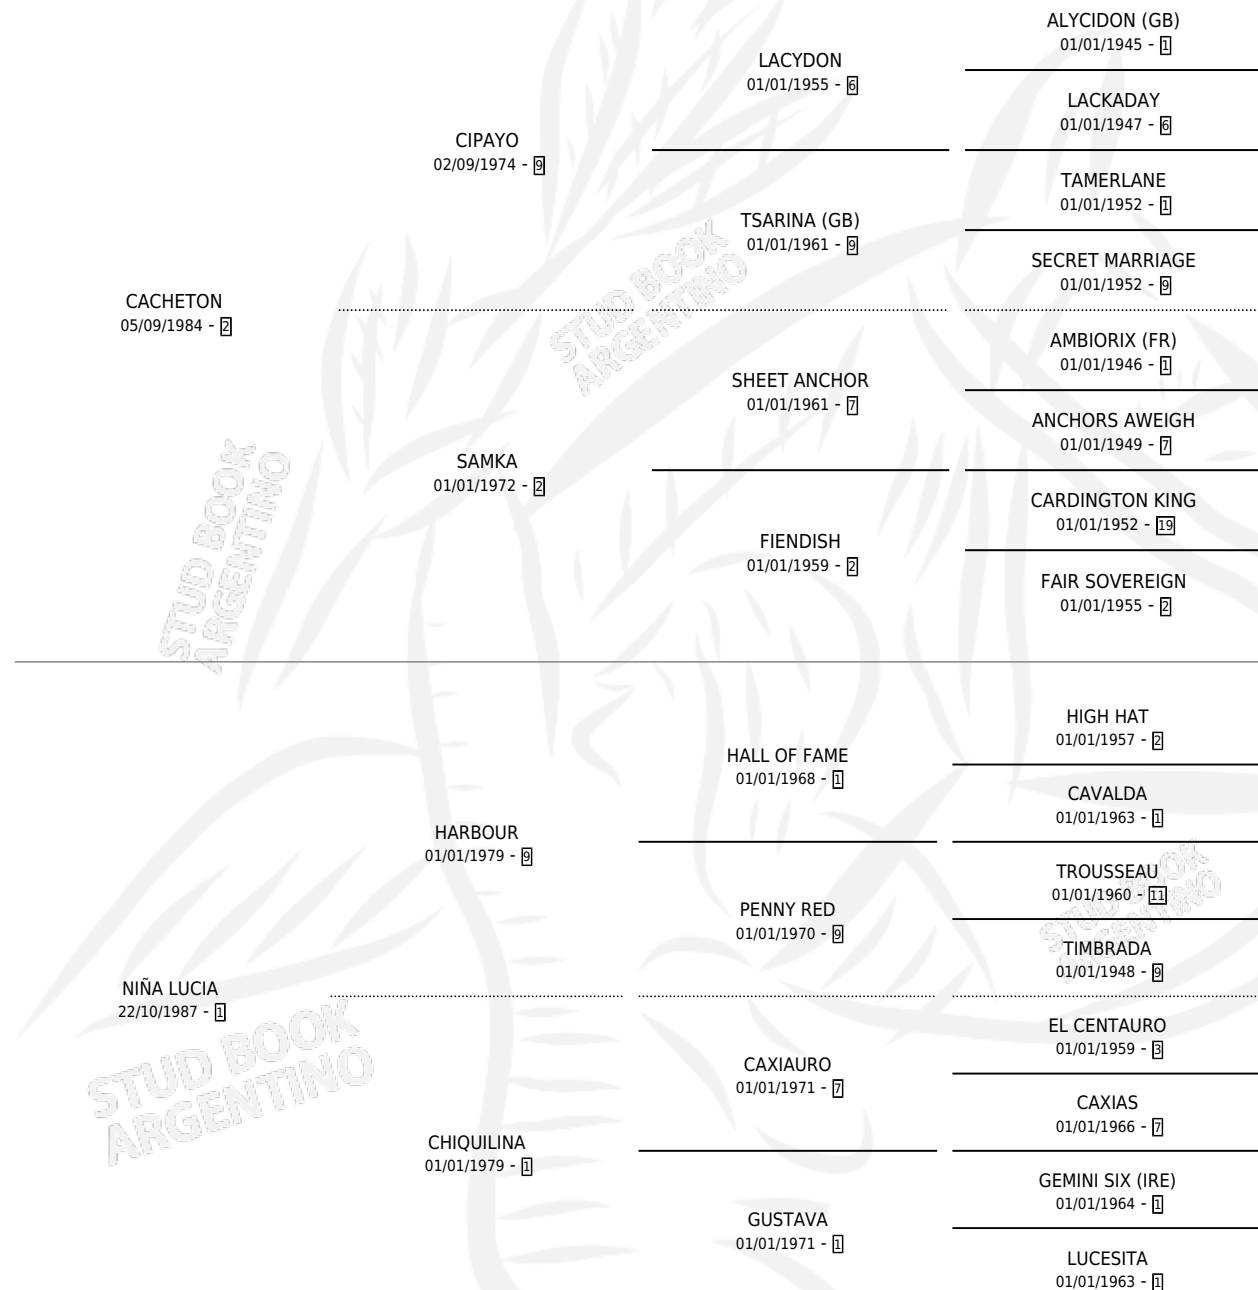 ALYCIDON (GB)
01/01/1945 - 1
LACYDON
01/01/1955 - 6
LACKADAY
01/01/1947 - 6
CIPAYO
02/09/1974 - 9
TAMERLANE
01/01/1952 - 1
TSARINA (GB)
01/01/1961 - 9
SECRET MARRIAGE
01/01/1952 - 9
CACHETON
05/09/1984 - 2
AMBIORIX (FR)
01/01/1946 - 1
SHEET ANCHOR
01/01/1961 - 7
ANCHORS AWEIGH
01/01/1949 - 7
SAMKA
01/01/1972 - 2
CARDINGTON KING
01/01/1952 - 19
FIENDISH
01/01/1959 - 2
FAIR SOVEREIGN
01/01/1955 - 2
HIGH HAT
01/01/1957 - 2
HALL OF FAME
01/01/1968 - 1
CAVALDA
01/01/1963 - 1
HARBOUR
01/01/1979 - 9
TROUSSEAU
01/01/1960 - 11
PENNY RED
01/01/1970 - 9
TIMBRADA
01/01/1948 - 9
NIÑA LUCIA
22/10/1987 - 1
EL CENTAURO
01/01/1959 - 3
CAXIAURO
01/01/1971 - 7
CAXIAS
01/01/1966 - 7
CHIQUILINA
01/01/1979 - 1
GEMINI SIX (IRE)
01/01/1964 - 1
GUSTAVA
01/01/1971 - 1
LUCESITA
01/01/1963 - 1
STUD BOOK
ARGENTINO
STUD BOOK
ARGENTINO
STUD BOOK
ARGENTINO
STUD BOOK
ARGENTINO